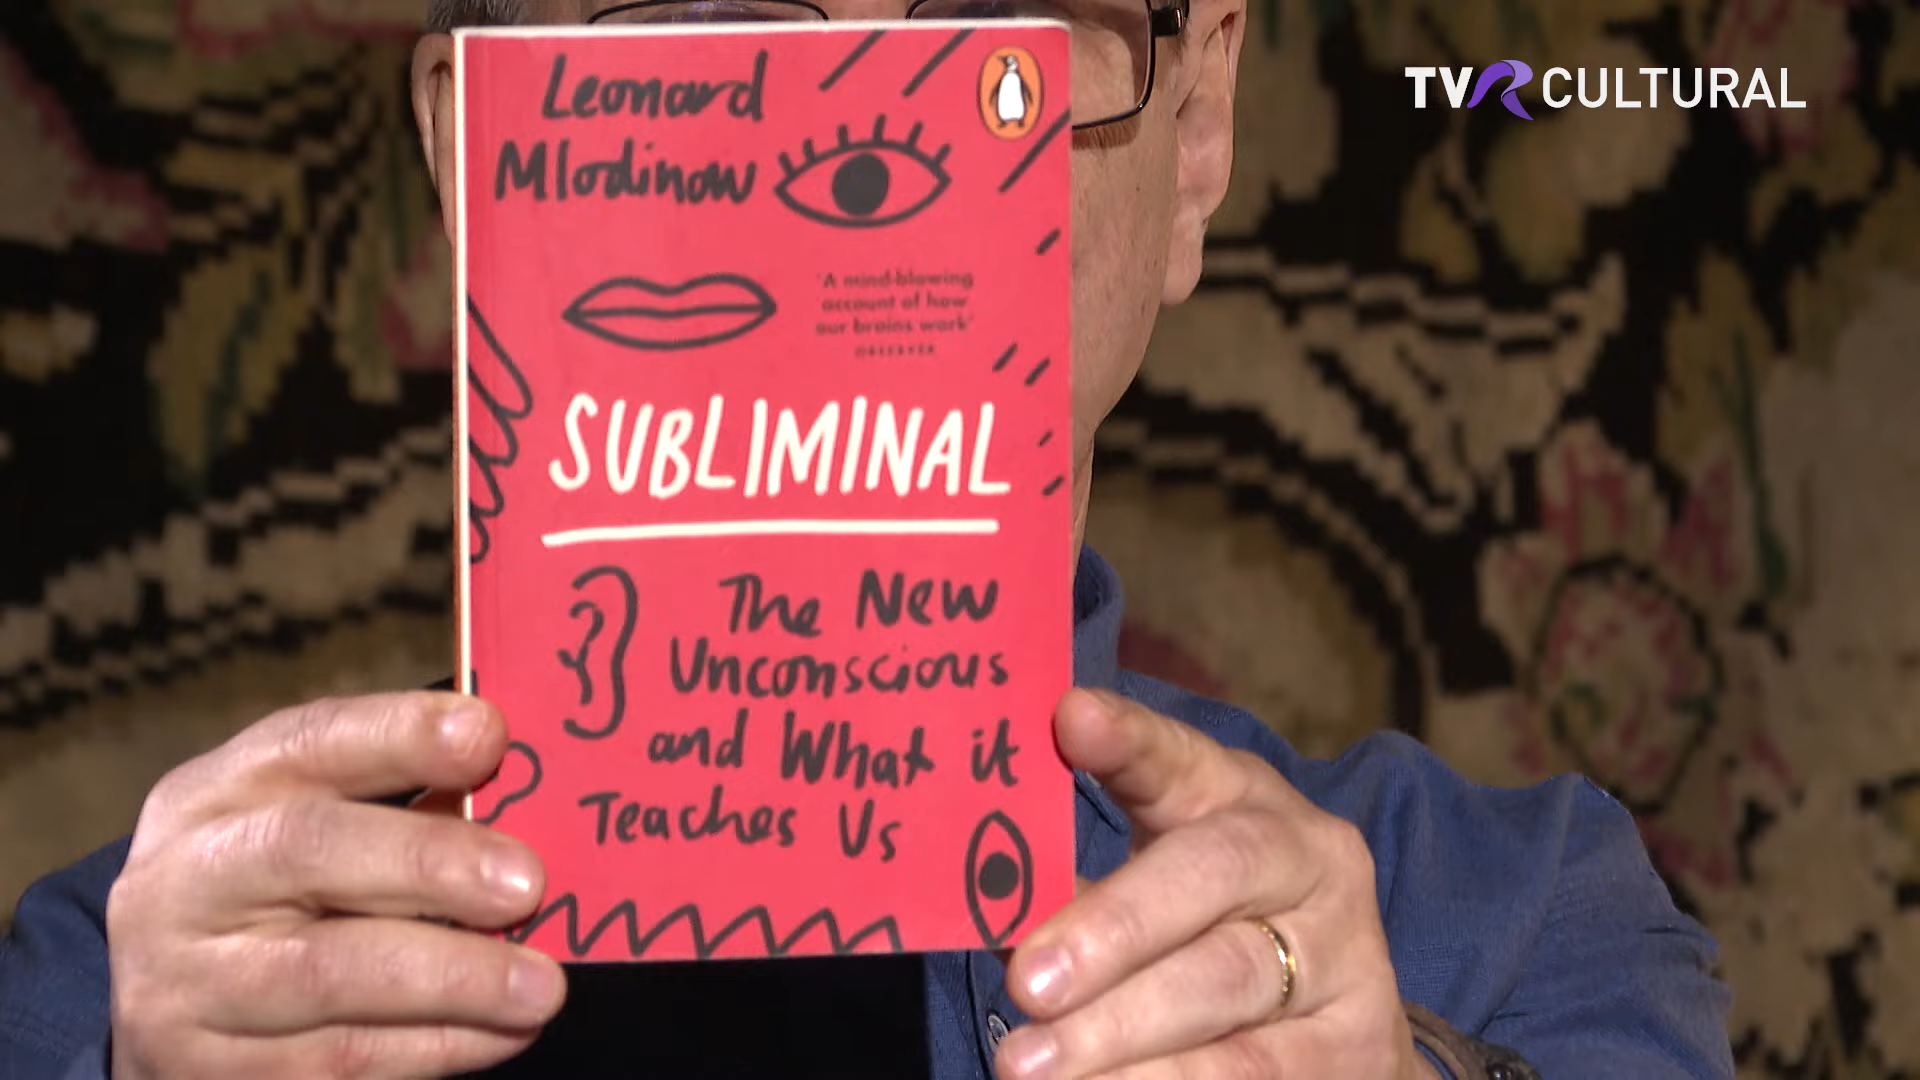 Leonard
Mlodinow
TVR CULTURAL
'A mind-blowing
account of how
our brains work'
OBSERVER
SUBLIMINAL
The New
Unconscious
and What it
Teaches Us